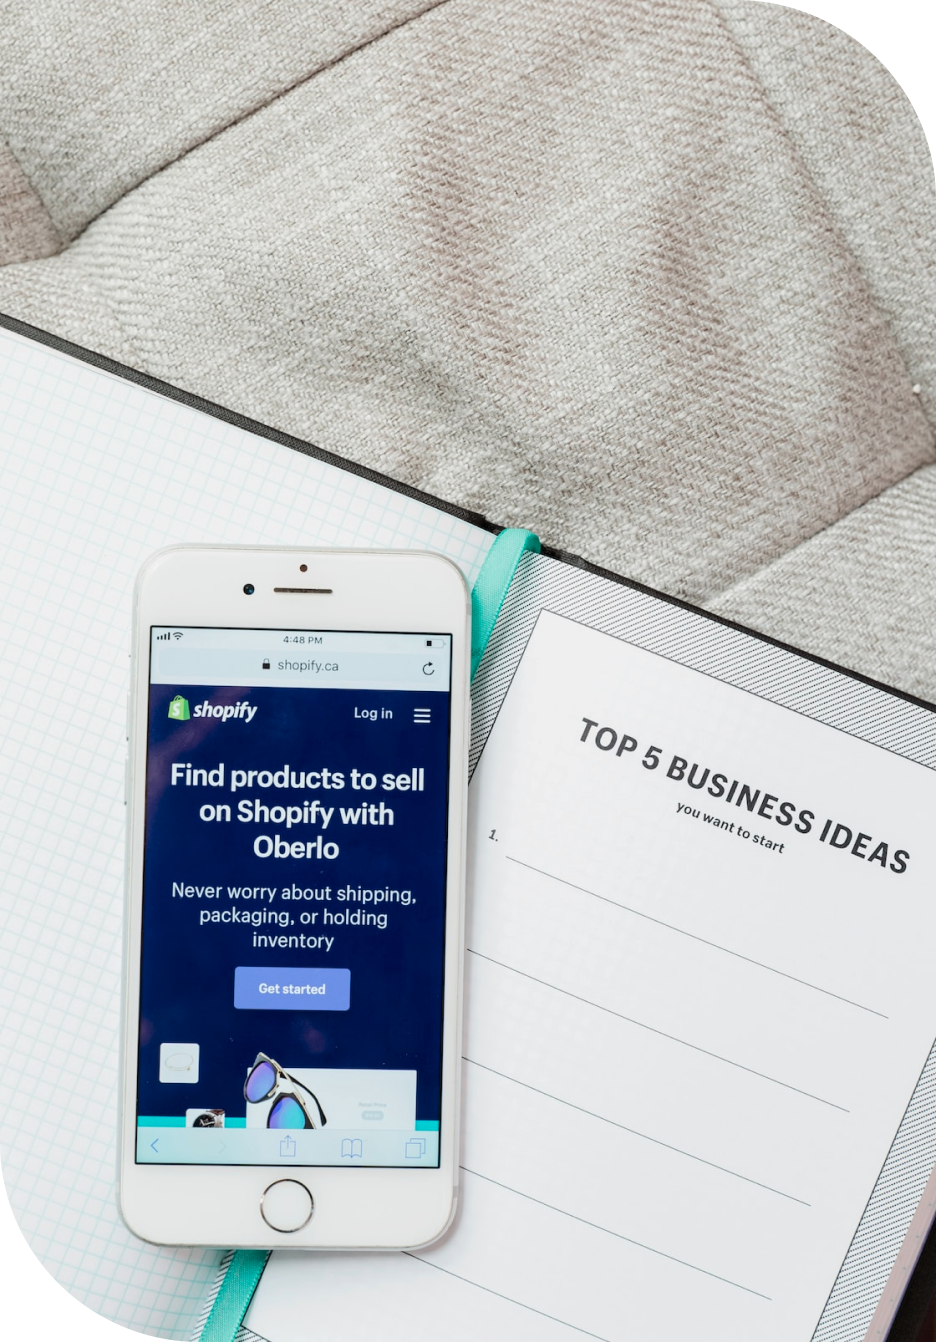 4:48 PM
shopify.ca
shopify
Log in
Find products to sell
on Shopify with
Oberlo
Never worry about shipping,
packaging, or holding
inventory
Get started
TOP 5 BUSINESS IDEAS
you want to start
1.